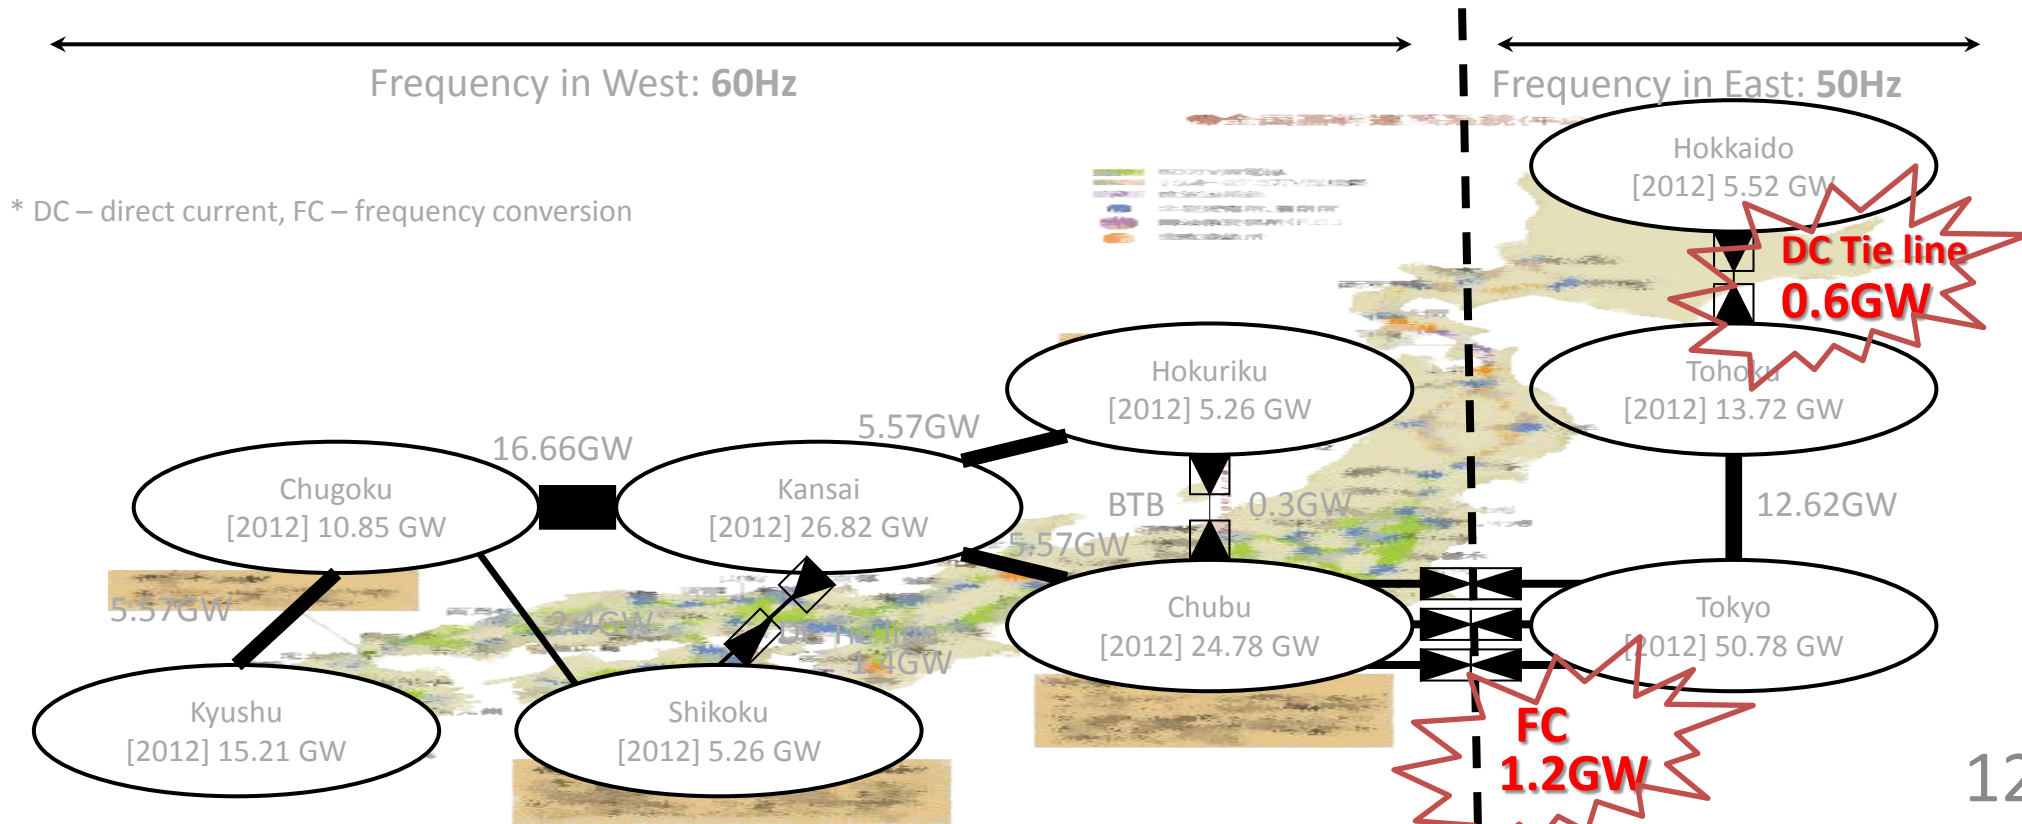 Frequency in West: 60Hz
Frequency in East: 50Hz
* DC – direct current, FC – frequency conversion
Hokkaido
[2012] 5.52 GW
DC Tie line
0.6GW
Hokuriku
[2012] 5.26 GW
Tohoku
[2012] 13.72 GW
5.57GW
16.66GW
Chugoku
[2012] 10.85 GW
Kansai
[2012] 26.82 GW
BTB
0.3GW
12.62GW
5.57GW
5.57GW
2.4GW
DC Tie line
1.4GW
Chubu
[2012] 24.78 GW
Tokyo
[2012] 50.78 GW
Kyushu
[2012] 15.21 GW
Shikoku
[2012] 5.26 GW
FC
1.2GW
12